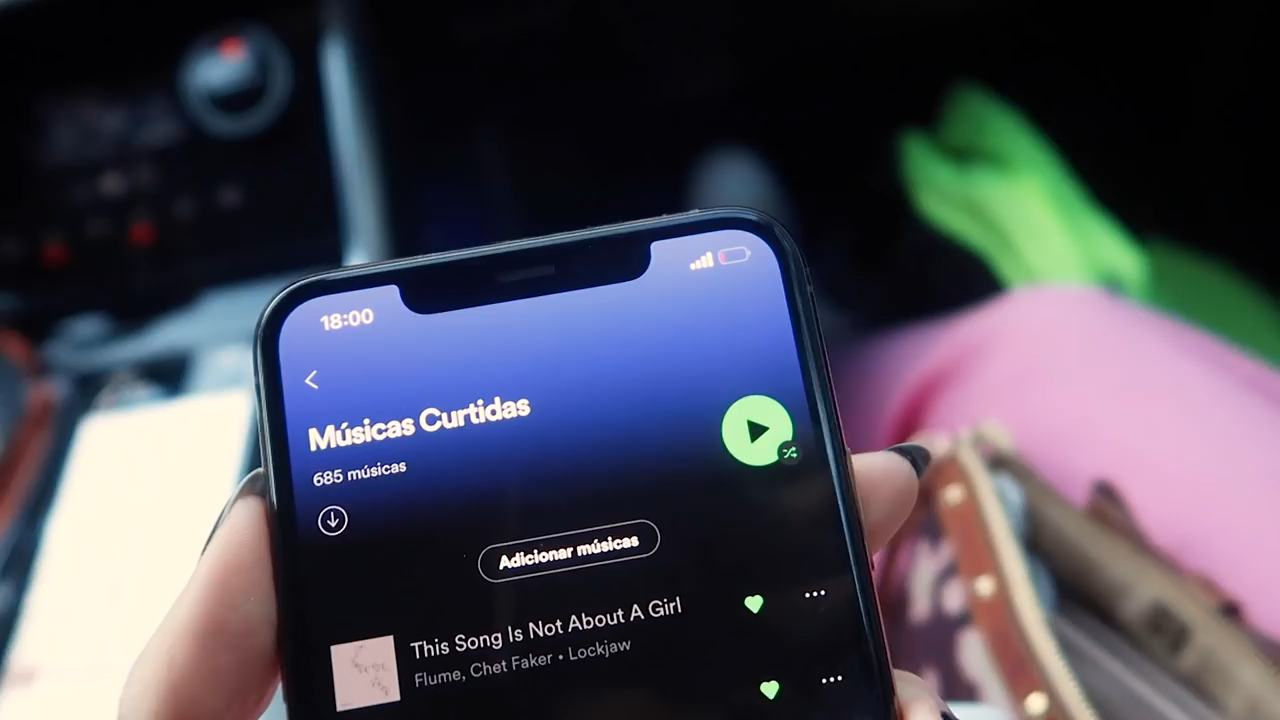 18:00
Músicas Curtidas
685 músicas
Adicionar músicas
This Song Is Not About A Girl
Flume, Chet Faker • Lockjaw